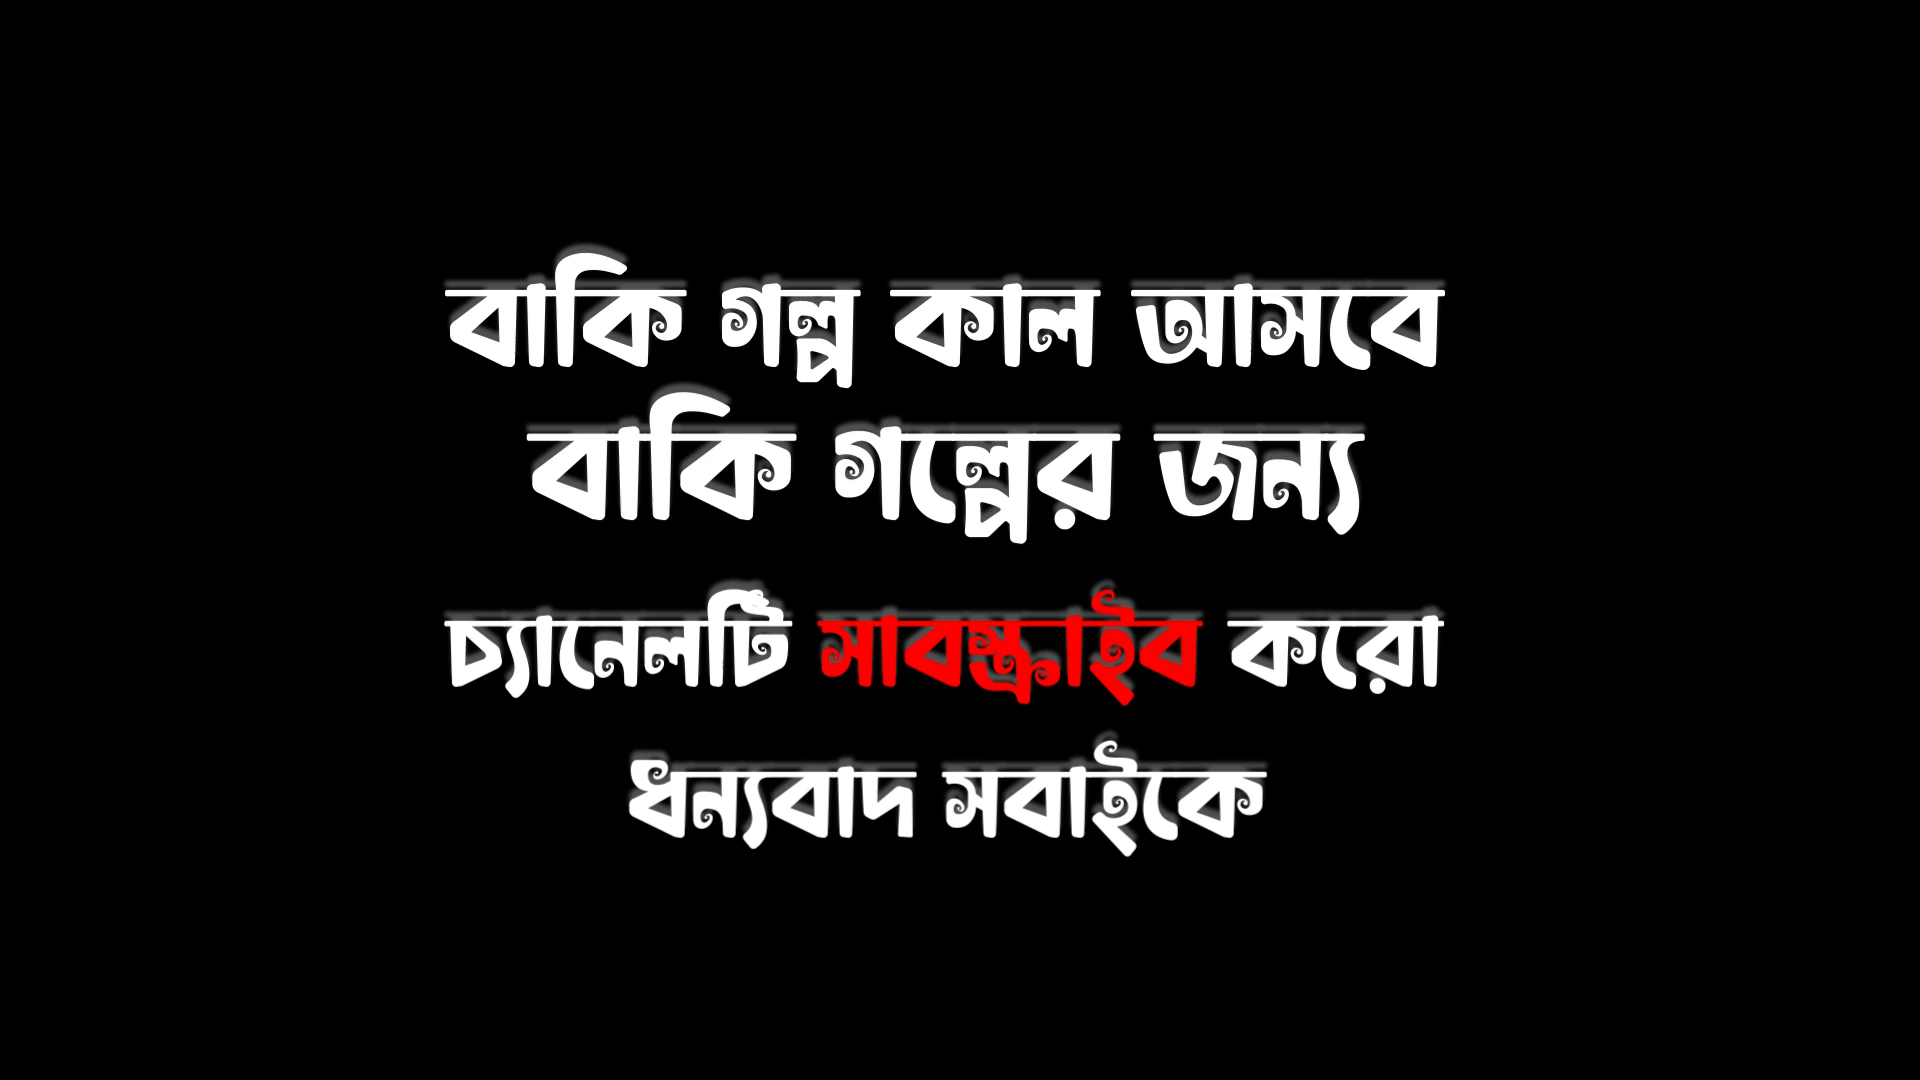 বাকি গল্প কাল আসবে
বাকি গল্পের জন্য
চ্যানেলটি সাবস্ক্রাইব করো
ধন্যবাদ সবাইকে